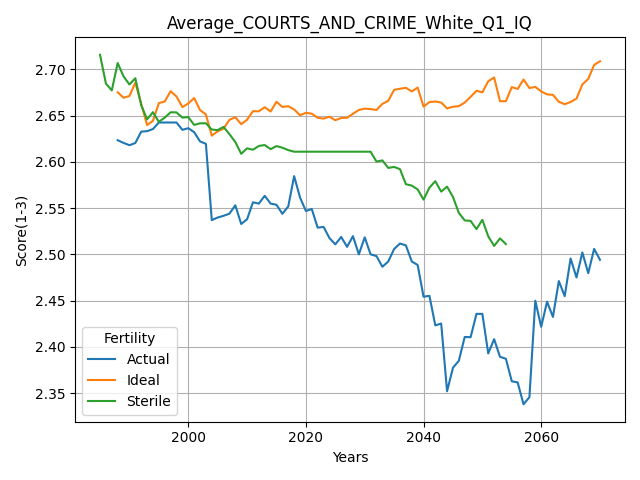 Average_COURTS_AND_CRIME_White_Q1_IQ
Score(1-3)
2.70
2.65
2.60
2.55
2.50
2.45
2.40
2.35
Fertility
Actual
Ideal
Sterile
2000 2020 2040 2060
Years